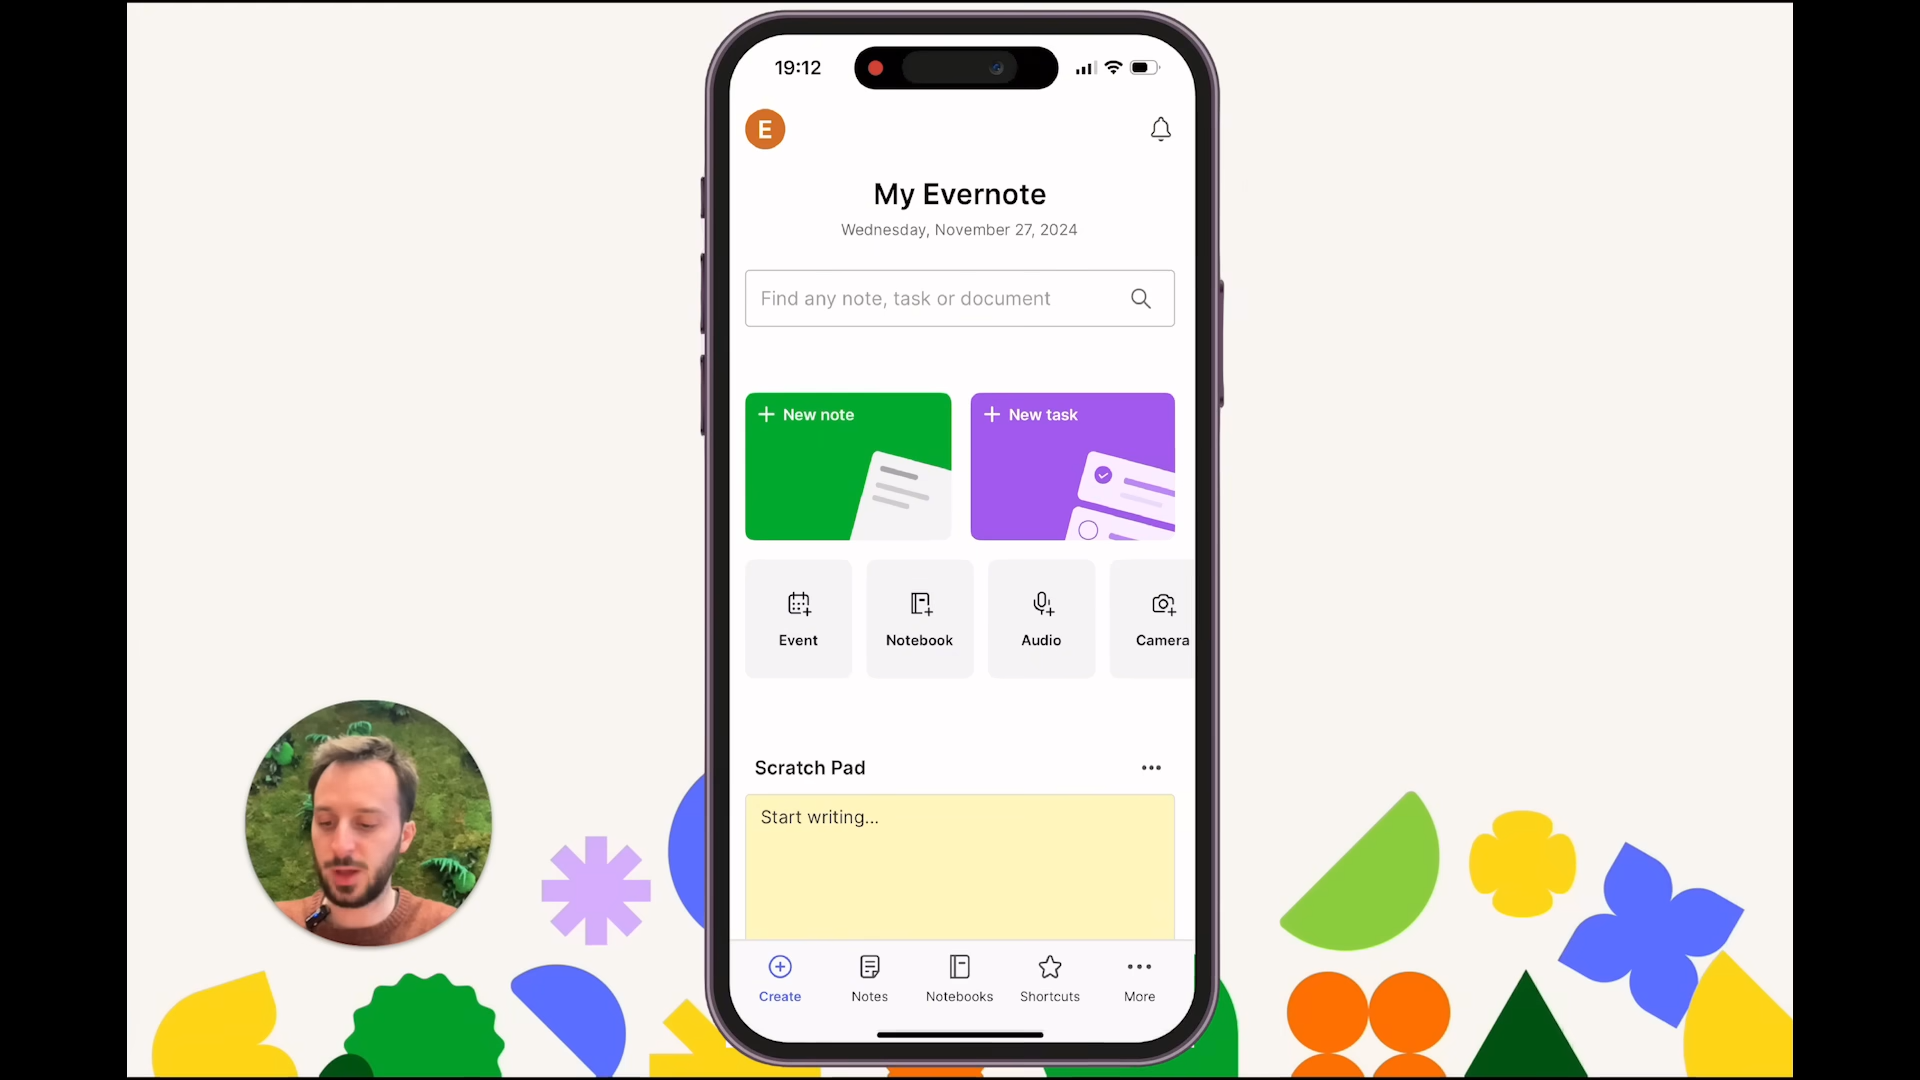 19:12
E
My Evernote
Wednesday, November 27, 2024
Find any note, task or document
New note
New task
Event
Notebook
Audio
Camera
Scratch Pad
Start writing...
Create
Notes
Notebooks
Shortcuts
More